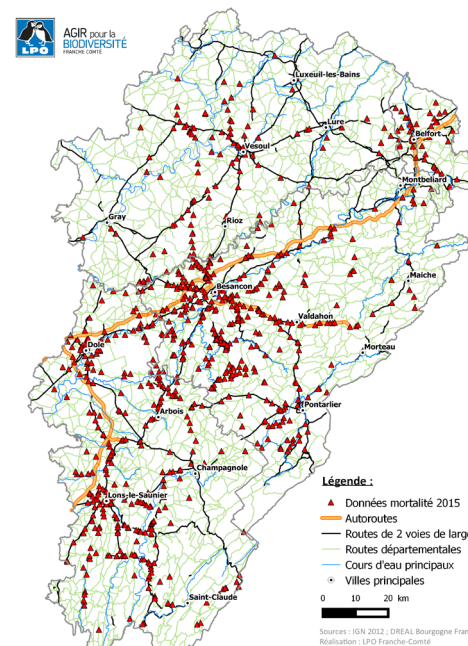 LPO
AGIR pour la
BIODIVERSITÉ
FRANCHE COMTÉ
Luxeuil-les-Bains
Lure
Belfort
Vesoul
Montbéliard
Gray
Rioz
Maiche
Besançon
Valdahon
Dole
Morteau
Arbois
Pontarlier
Champagnole
Lons-le-Saunier
Saint-Claude
Légende :
Données mortalité 2015
Autoroutes
Routes de 2 voies de large
Routes départementales
Cours d'eau principaux
Villes principales
0 10 20 km
Sources : IGN 2012 ; DREAL Bourgogne Fran
Réalisation : LPO Franche-Comté